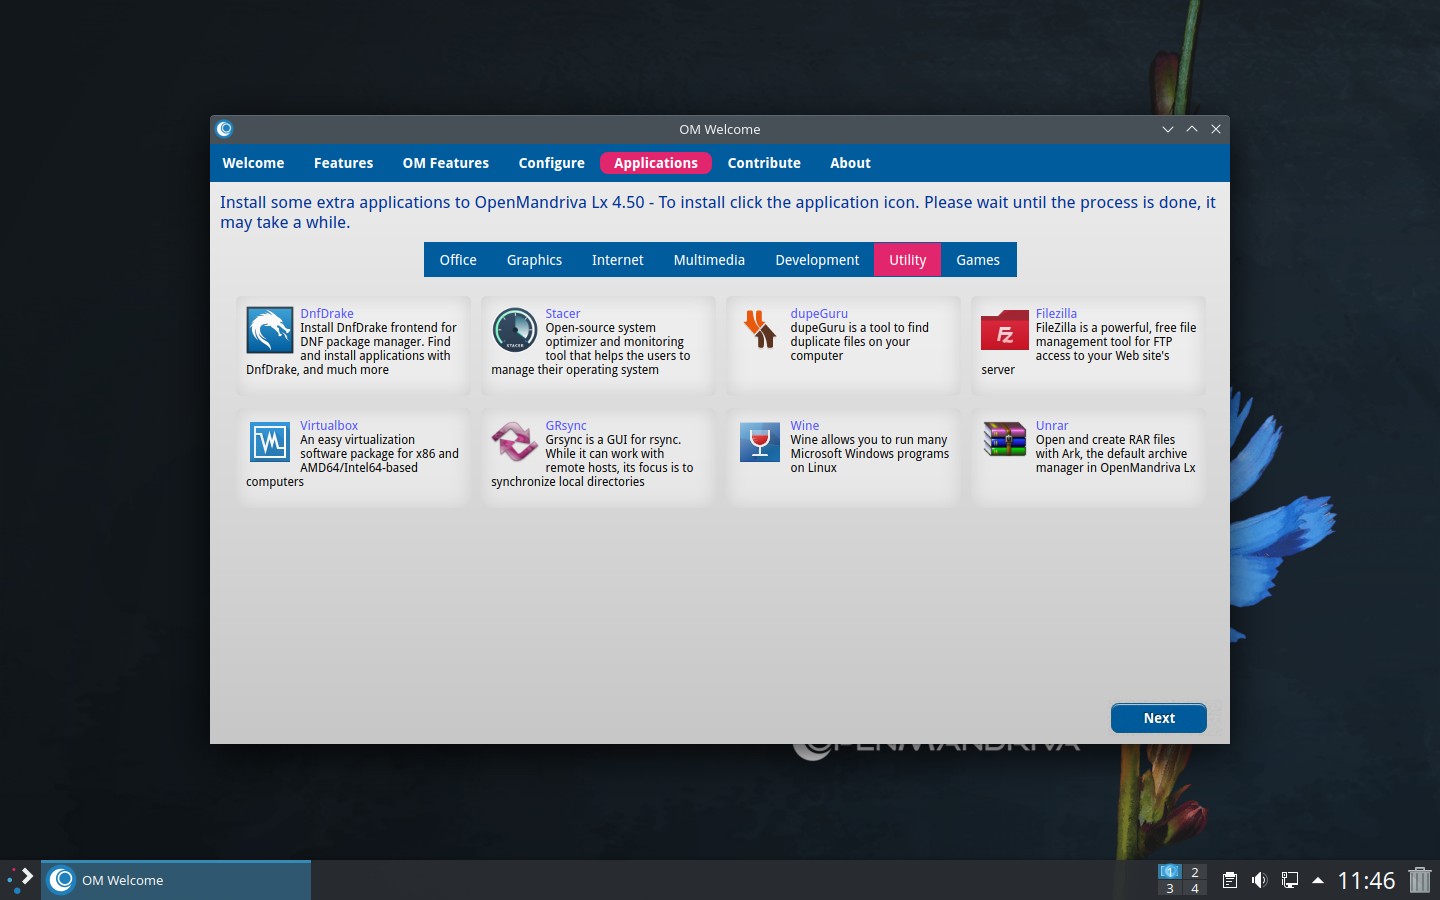 OM Welcome
Welcome Features OM Features Configure Applications Contribute About
Install some extra applications to OpenMandriva Lx 4.50 - To install click the application icon. Please wait until the process is done, it
may take a while.
Office Graphics Internet Multimedia Development Utility Games
DnfDrake
Install DnfDrake frontend for
DNF package manager. Find
and install applications with
DnfDrake, and much more
Stacer
Open-source system
optimizer and monitoring
tool that helps the users to
manage their operating system
STACER
dupeGuru
dupeGuru is a tool to find
duplicate files on your
computer
Filezilla
FileZilla is a powerful, free file
management tool for FTP
access to your Web site's
server
Fz
Virtualbox
An easy virtualization
software package for x86 and
AMD64/Intel64-based
computers
GRsync
Grsync is a GUI for rsync.
While it can work with
remote hosts, its focus is to
synchronize local directories
Wine
Wine allows you to run many
Microsoft Windows programs
on Linux
Unrar
Open and create RAR files
with Ark, the default archive
manager in OpenMandriva Lx
Next
OPENMANDRIVA
OM Welcome
1 2
3 4
11:46